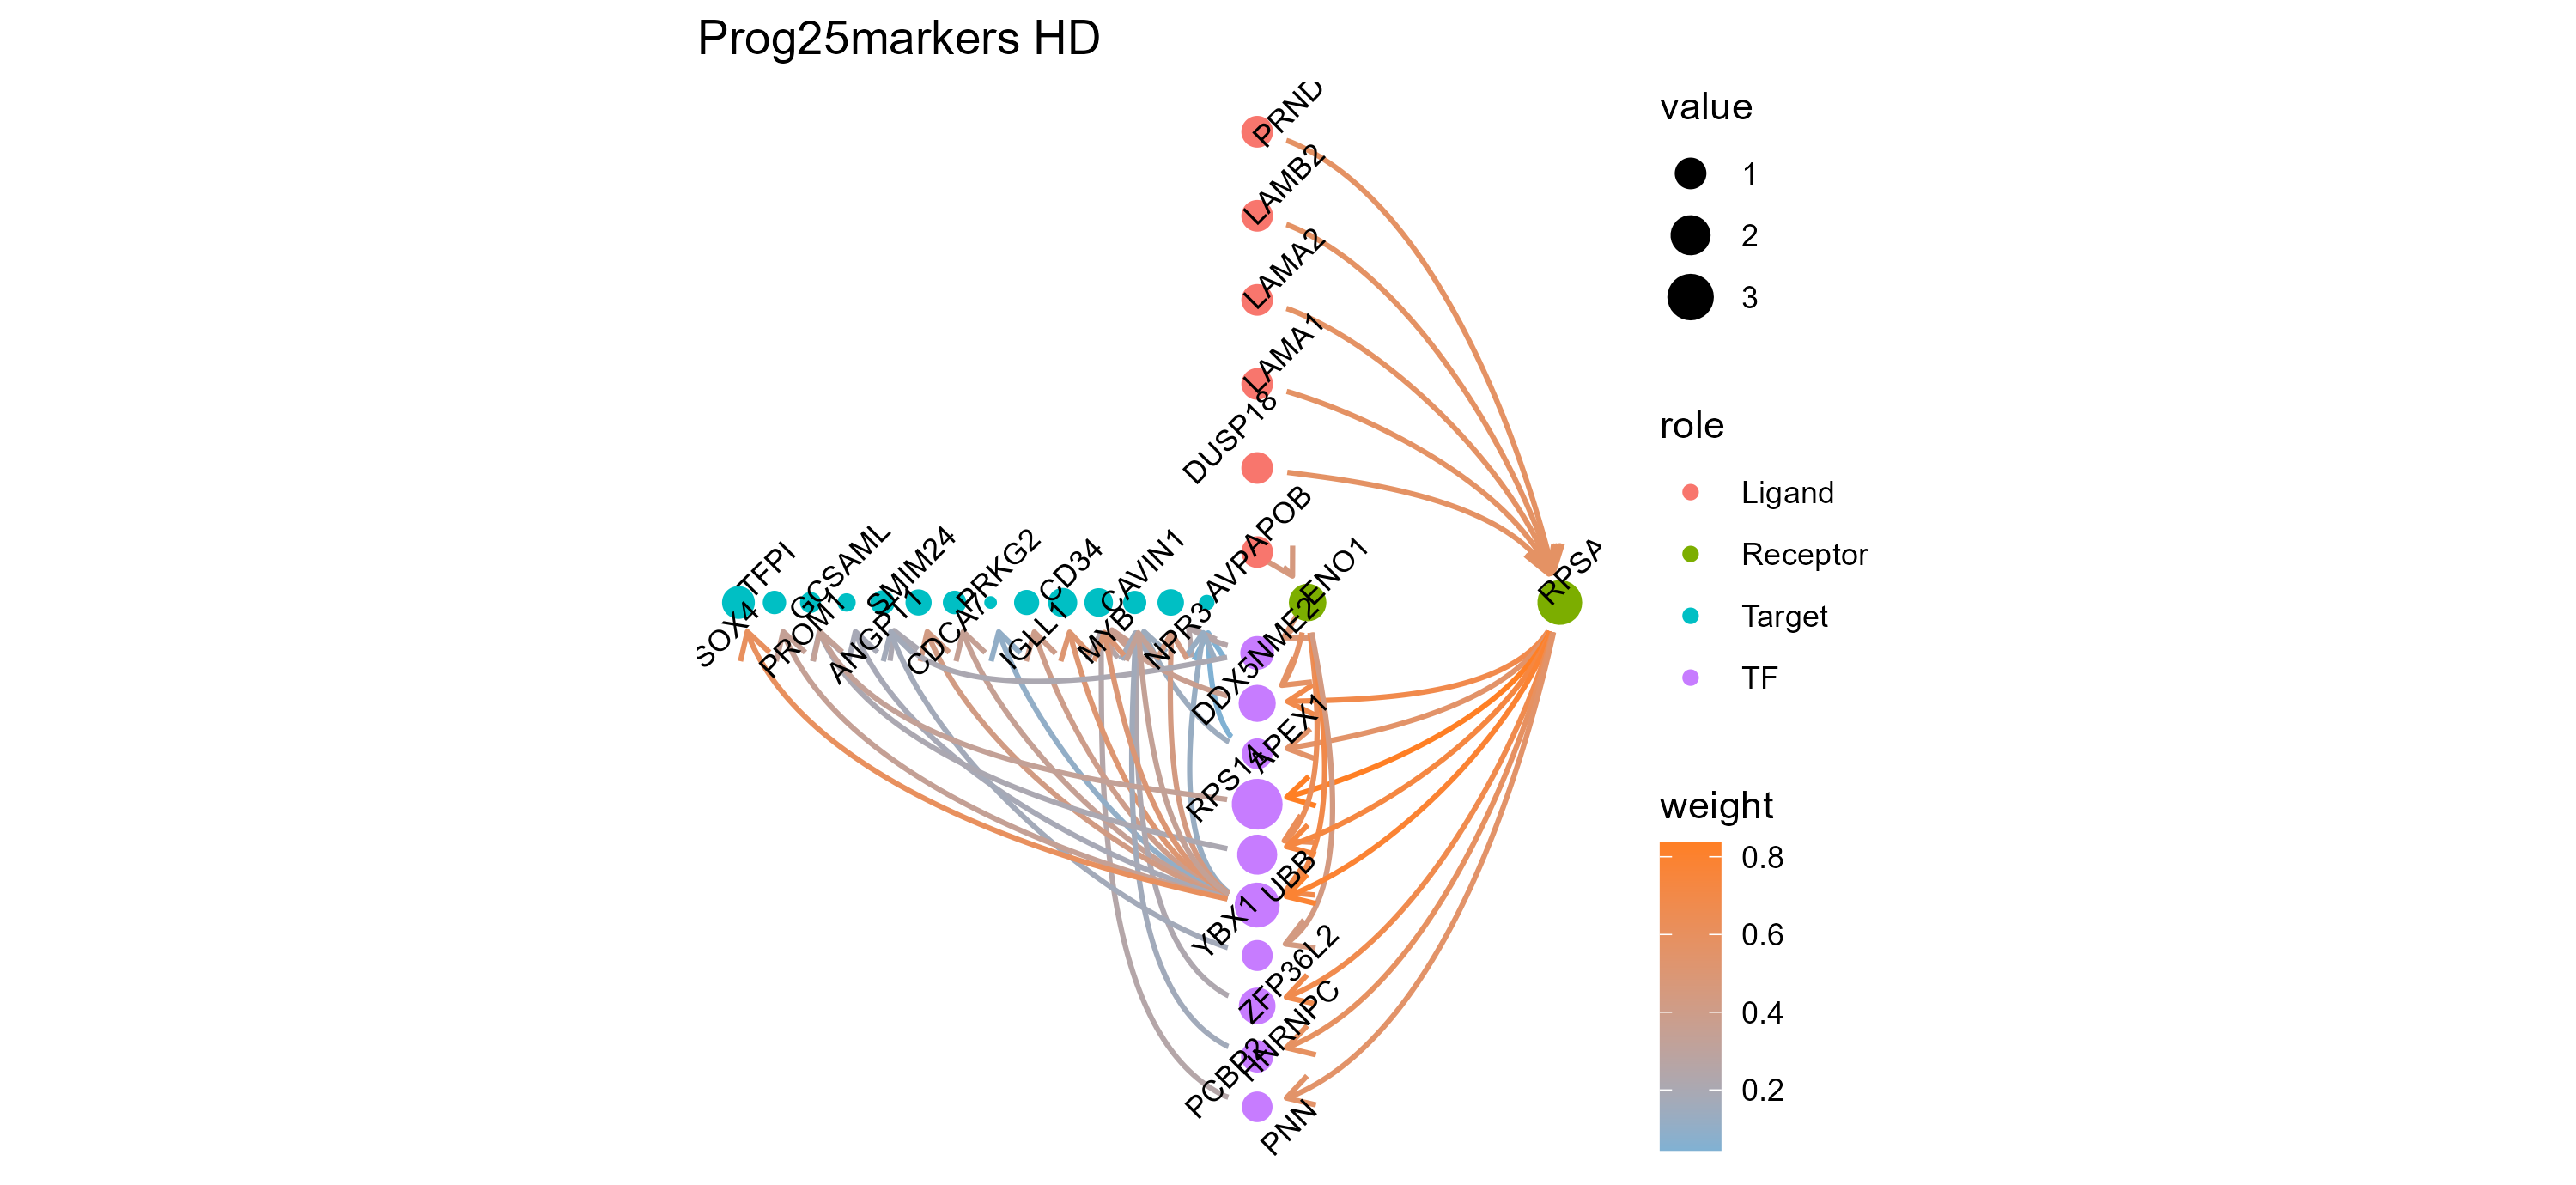 Prog25markers HD
PRND
LAMB2
LAMA2
LAMA1
DUSP18
APOB
TFPI
GCSAML
SMIM24
PRKG2
CD34
CAVIN1
AVP
ENO1
RPSA
SOX4
PROM1
ANGPT1
CDCA7
IGLL1
MYB
NPR3
NME2
DDX5
APEX1
RPS14
UBB
YBX1
ZFP36L2
HNRNPC
PCBP2
PNN
value
1
2
3
role
Ligand
Receptor
Target
TF
weight
0.8
0.6
0.4
0.2